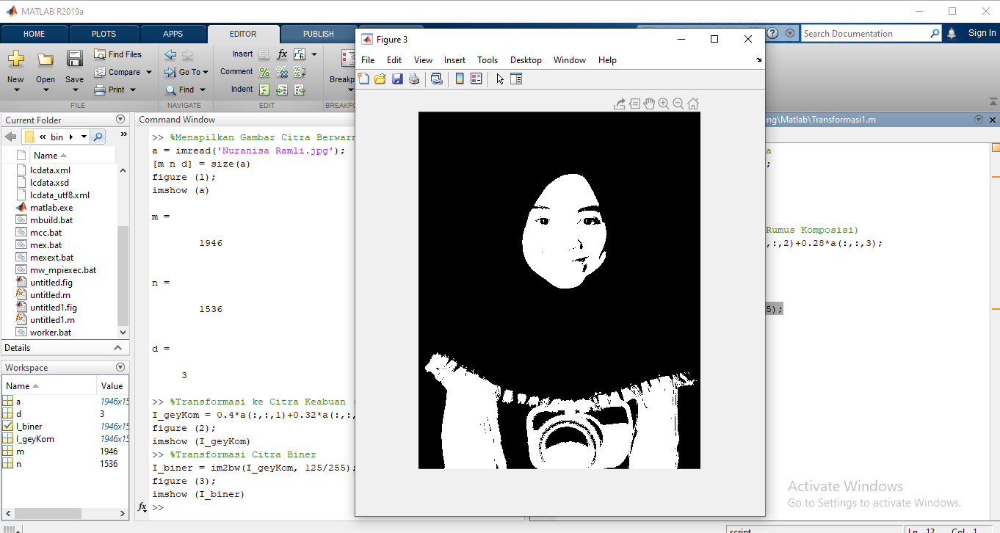 MATLAB R2019a
HOME PLOTS APPS EDITOR PUBLISH
Search Documentation Sign In
New Open Save
Find Files
Compare
Print
FILE
Go To
Find
NAVIGATE
Insert fx
Comment
Indent
EDIT
Breakp
BREAKPO
Figure 3
File Edit View Insert Tools Desktop Window Help
Current Folder
« bin
Name
lcdata.xml
lcdata.xsd
lcdata_utf8.xml
matlab.exe
mbuild.bat
mcc.bat
mex.bat
mexext.bat
mw_mpiexec.bat
untitled.fig
untitled.m
untitled1.fig
untitled1.m
worker.bat
Details
Workspace
Name Value
a 1946x15
d 3
I_biner 1946x15
I_geyKom 1946x15
m 1946
n 1536
Command Window
>> %Menapilkan Gambar Citra Berwarn
a = imread('Nuranisa Ramli.jpg');
[m n d] = size(a)
figure (1);
imshow (a)
m =
1946
n =
1536
d =
3
>> %Transformasi ke Citra Keabuan (
I_geyKom = 0.4*a(:,:,1)+0.32*a(:,:,
figure (2);
imshow (I_geyKom)
>> %Transformasi Citra Biner
I_biner = im2bw(I_geyKom, 125/255);
figure (3);
imshow (I_biner)
fx >>
ng\Matlab\Transformasi1.m
a
;
Rumus Komposisi)
,:,2)+0.28*a(:,:,3);
5);
Activate Windows
Go to Settings to activate Windows.
script Ln 12 Col 1